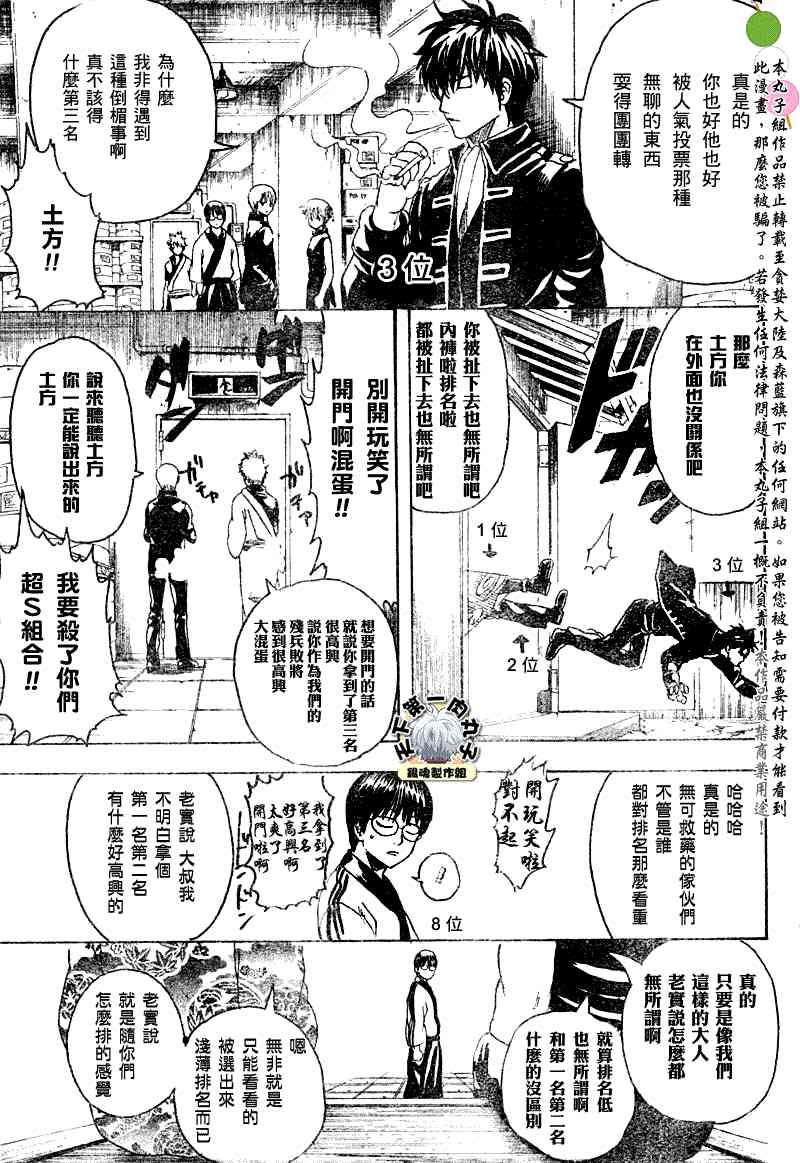 真是的
你也好他也好
被人氣投票那種
無聊的東西
耍得團團轉
為什麼
我非得遇到
這種倒楣事啊
真不該得
什麼第三名
3位
土方!!
那麼
土方你
在外面也沒關係吧
你被扯下去也無所謂吧
內褲啦排名啦
都被扯下去也無所謂吧
1位
2位
3位
別開玩笑了
開門啊混蛋!!
說來聽聽土方
你一定能說出來的
土方
ガチャ
ガチャ
想要開門的話
就説你拿到了第三名
很高興
説你作為我們的
殘兵敗將
感到很高興
大混蛋
我要殺了你們
超S組合!!
哈哈哈
真是的
無可救藥的傢伙們
不管是誰
都對排名那麼看重
開玩笑啦
對不起
8位
我拿到了
第三名
好高興啊
太爽了
開門啦啊
老實說 大叔我
不明白拿個
第一名第二名
有什麼好高興的
真的
只要是像我們
這樣的大人
老實說怎麼都
無所謂啊
就算排名低
也無所謂啊
和第一名第二名
什麼的沒區別
嗯
無非就是
只能看看的
被選出來
淺薄排名而已
老實說
就是隨你們
怎麼排的感覺
天下第一肉丸子
銀魂製作組
本丸子組作品禁止轉載至貪婪大陸及森藍旗下的任何網站。如果您被告知需要付款才能看到
此漫畫，那麼您被騙了。若發生任何法律問題，本丸子組一概不負責！本作品嚴禁商業用途！